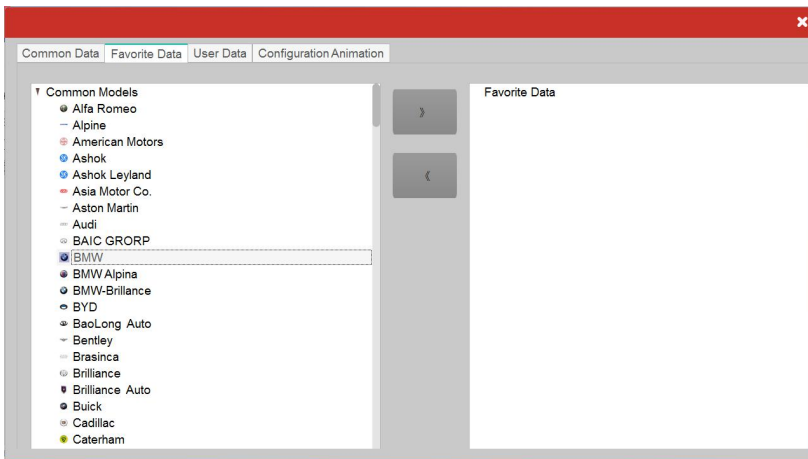 Common Data Favorite Data User Data Configuration Animation
Common Models
Alfa Romeo
Alpine
American Motors
Ashok
Ashok Leyland
Asia Motor Co.
Aston Martin
Audi
BAIC GRORP
BMW
BMW Alpina
BMW-Brillance
BYD
BaoLong Auto
Bentley
Brasinca
Brilliance
Brilliance Auto
Buick
Cadillac
Caterham
》
《
Favorite Data